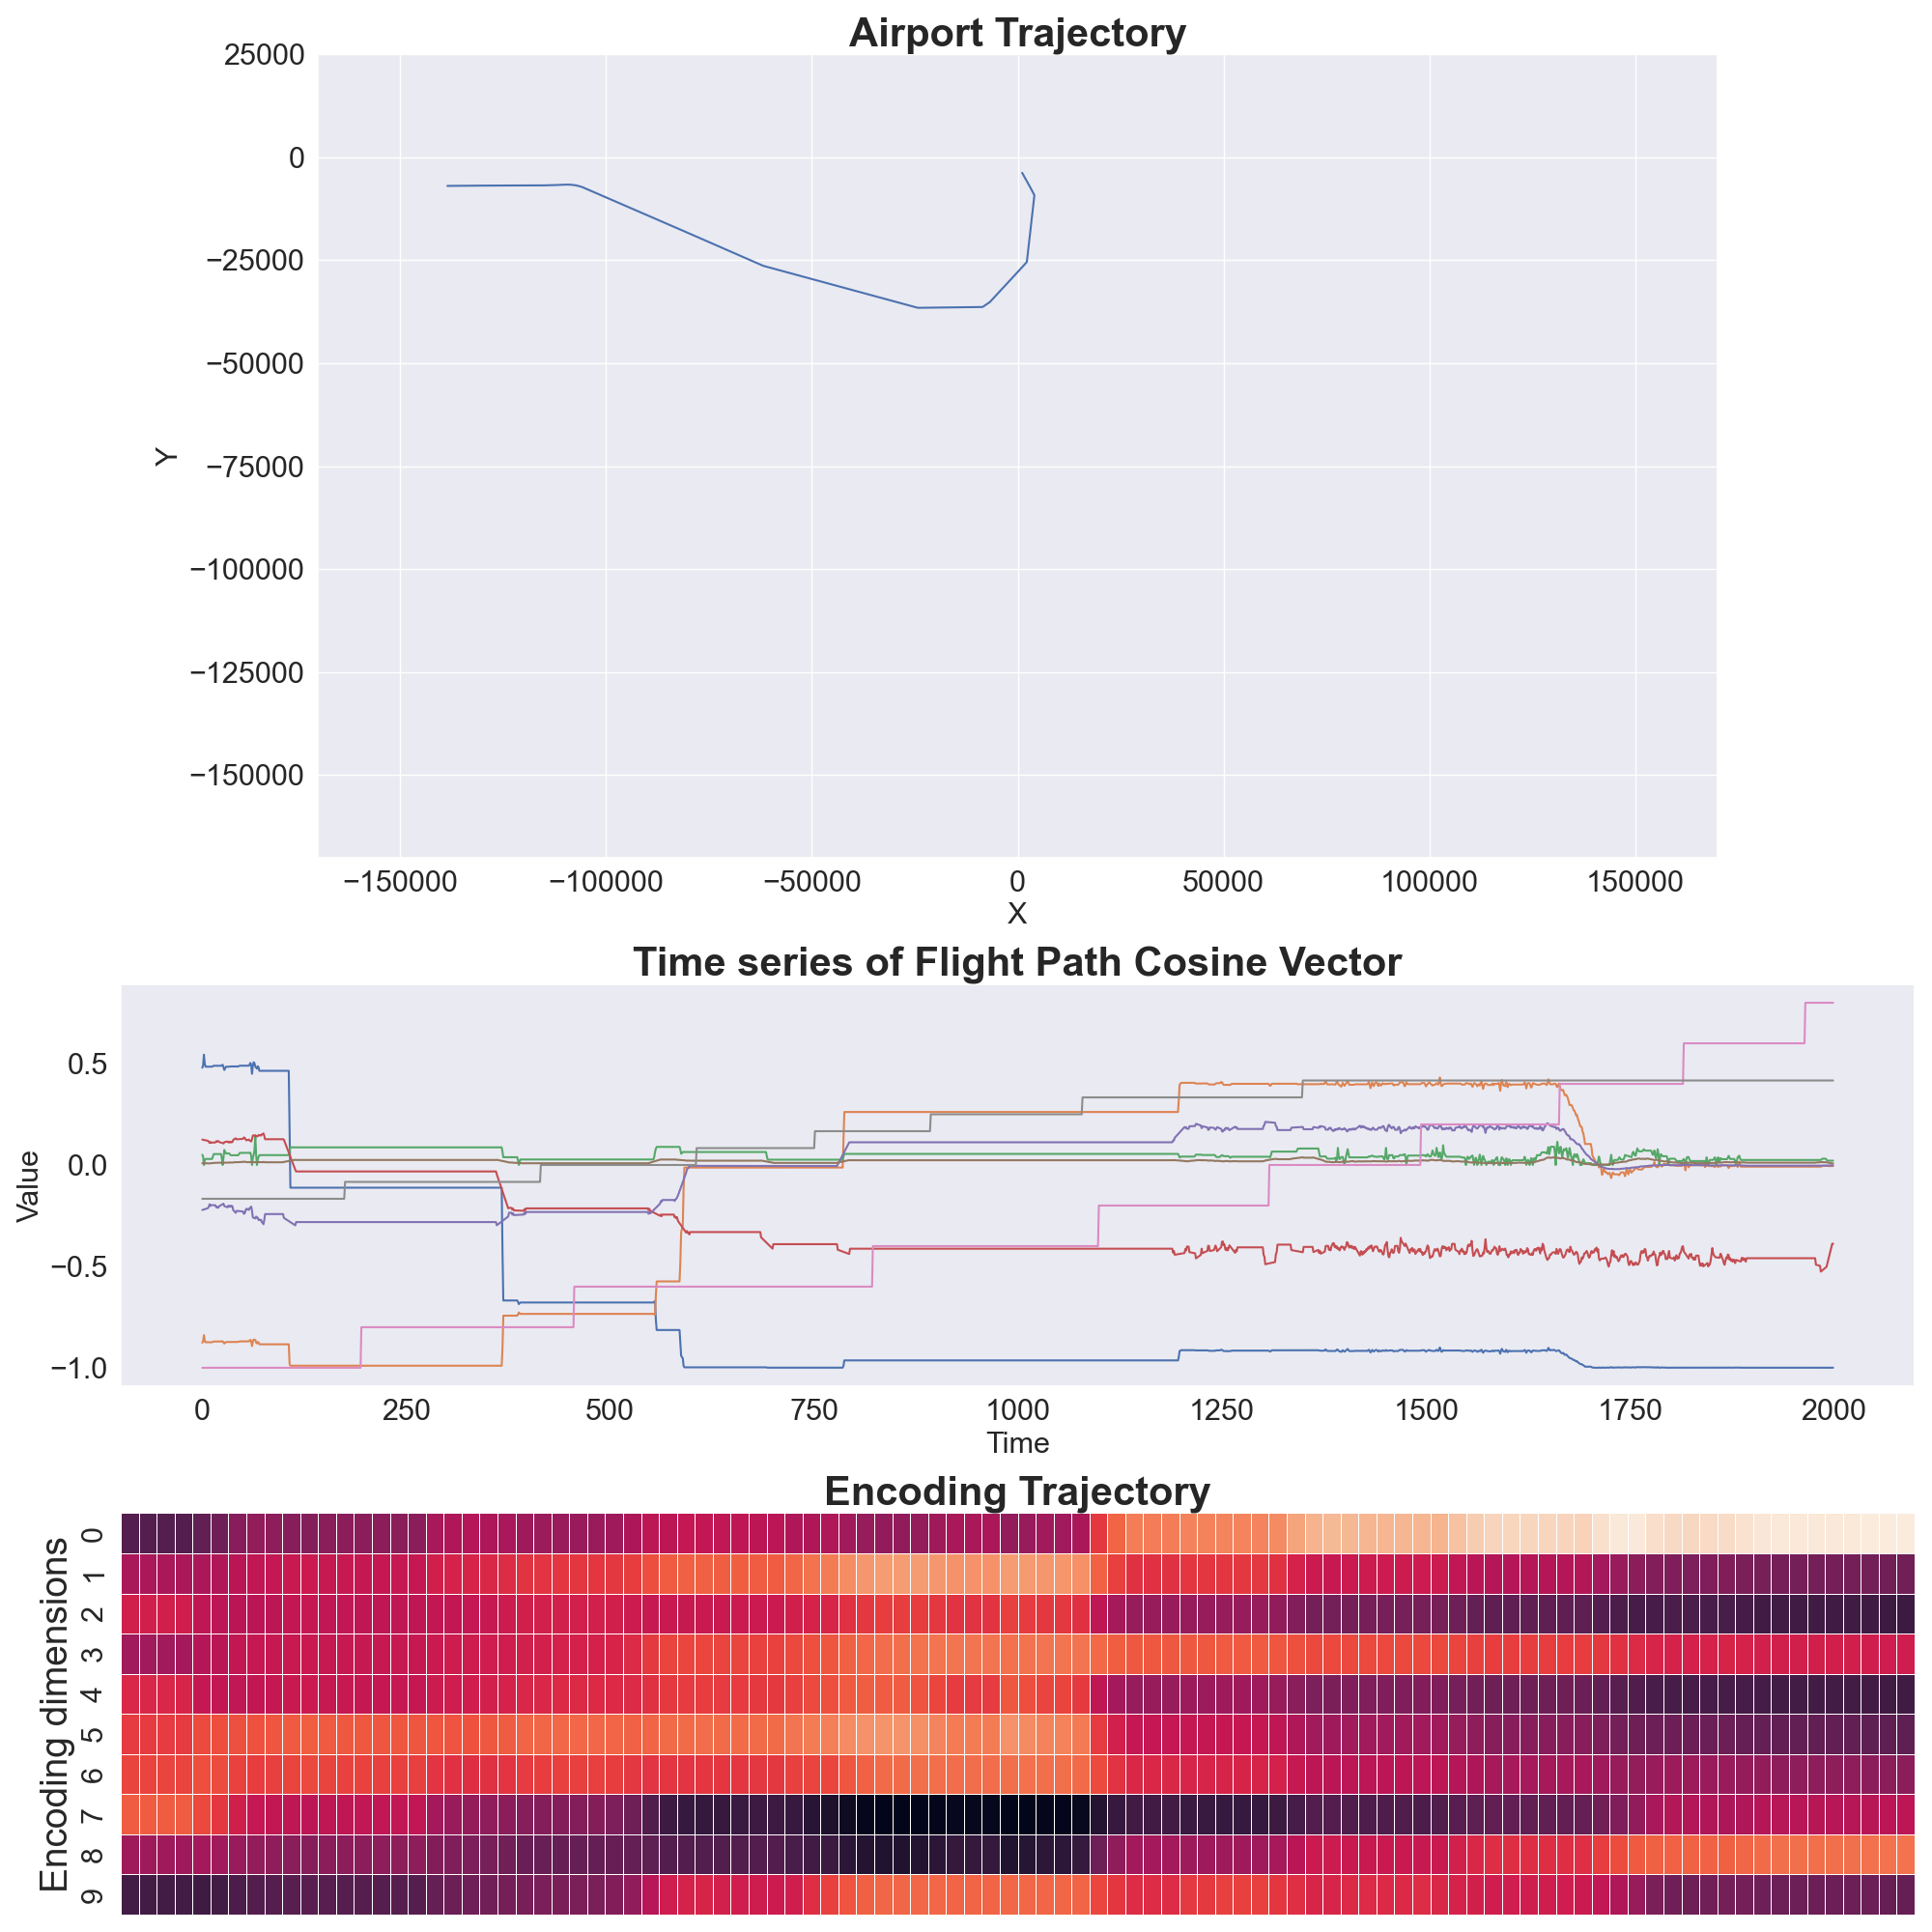 Airport Trajectory
25000
0
−25000
−50000
−75000
−100000
−125000
−150000
Y
−150000 −100000 −50000 0 50000 100000 150000
X
Time series of Flight Path Cosine Vector
0.5
0.0
−0.5
−1.0
Value
0 250 500 750 1000 1250 1500 1750 2000
Time
Encoding Trajectory
Encoding dimensions
0
1
2
3
4
5
6
7
8
9